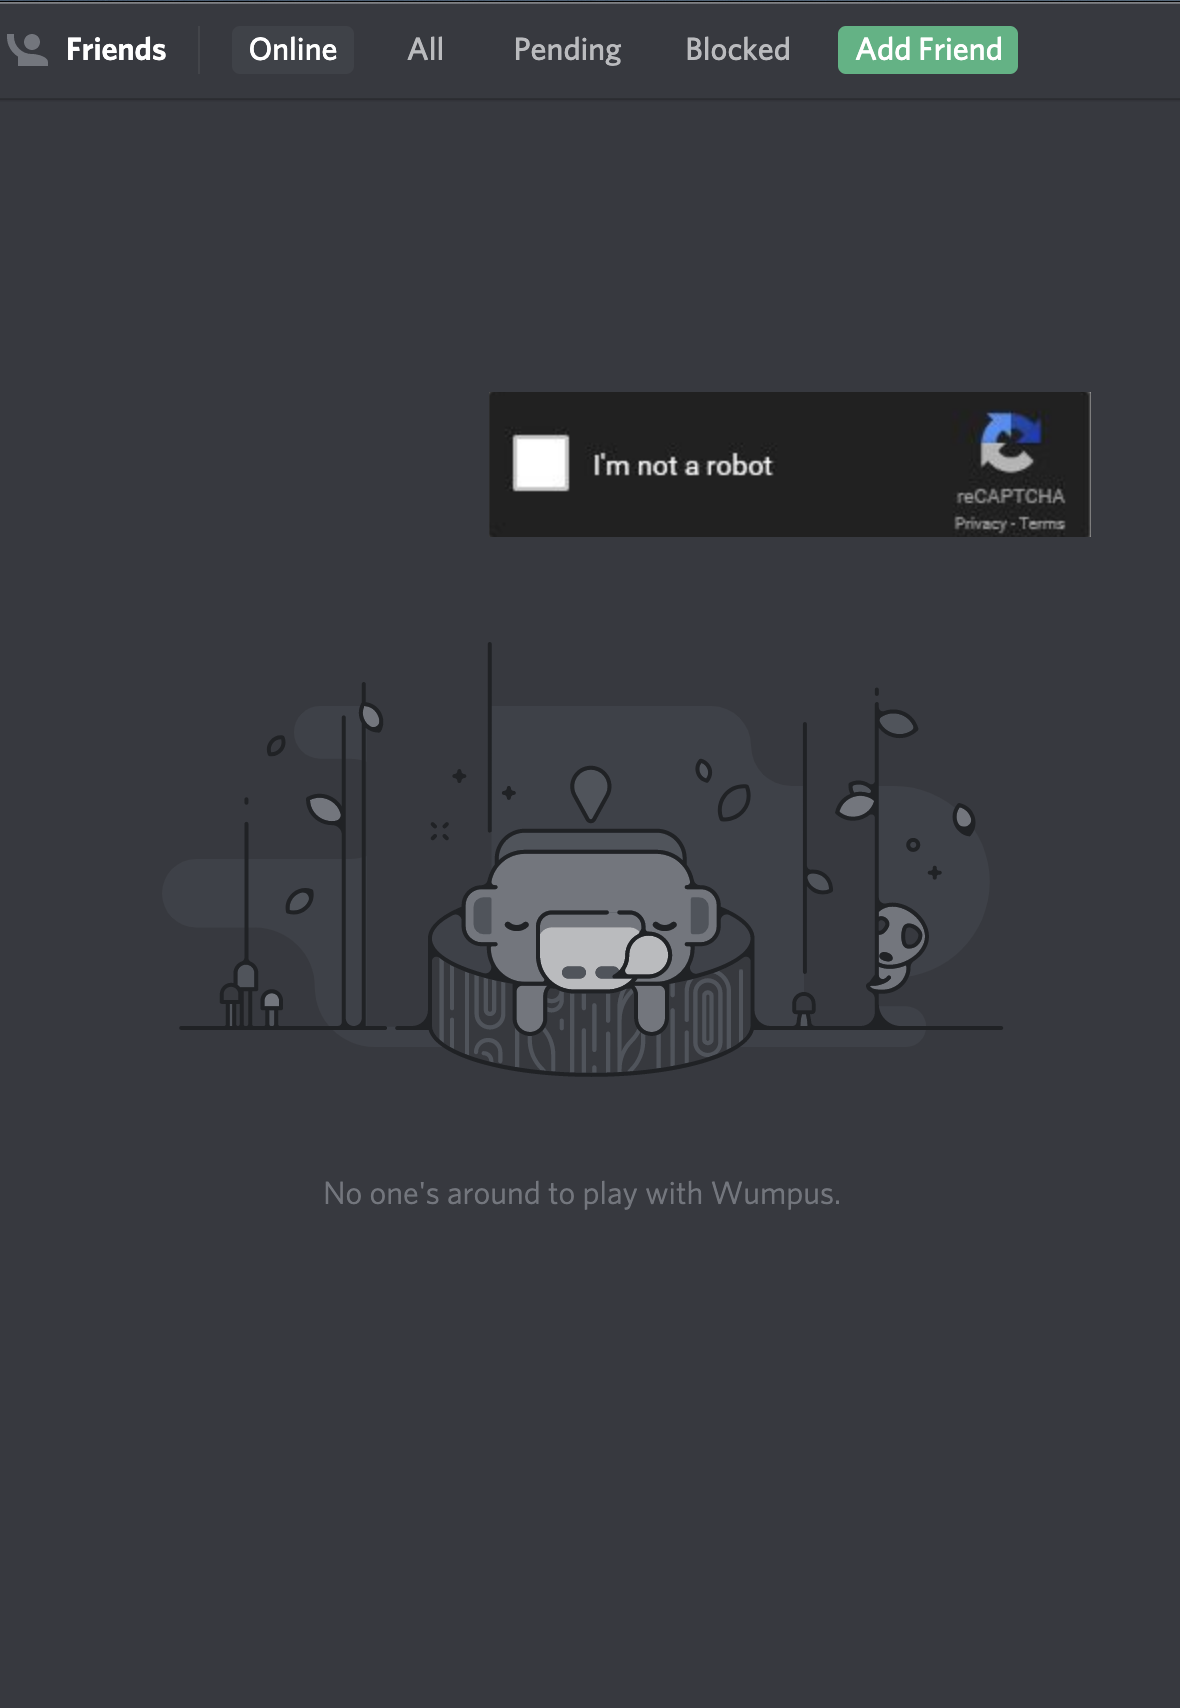 Friends Online All Pending Blocked Add Friend
I'm not a robot
reCAPTCHA
Privacy - Terms
No one's around to play with Wumpus.